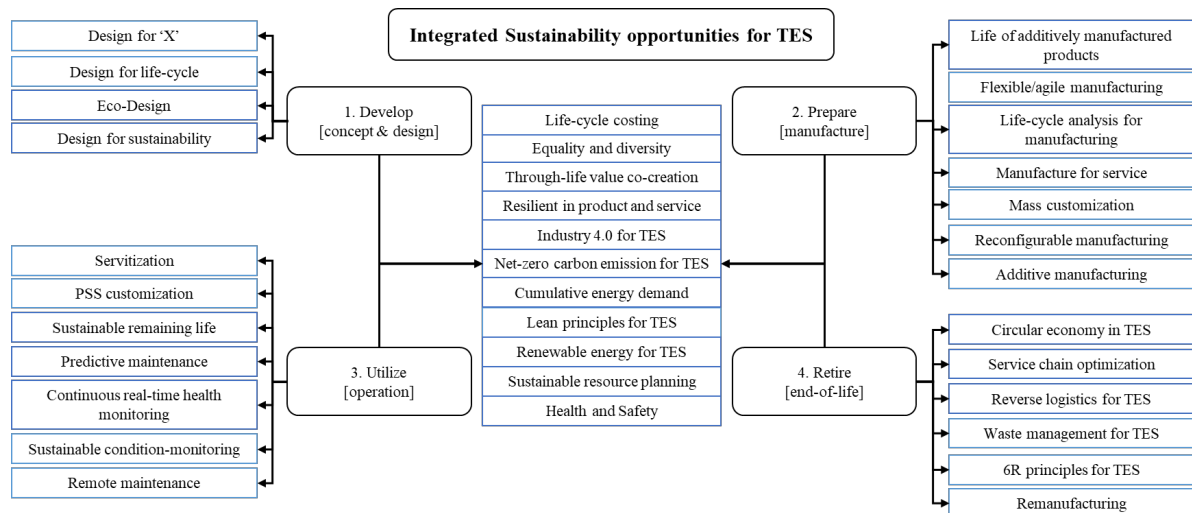 Integrated Sustainability opportunities for TES
Design for ‘X’
Design for life-cycle
Eco-Design
Design for sustainability
1. Develop
[concept & design]
Life-cycle costing
Equality and diversity
Through-life value co-creation
Resilient in product and service
Industry 4.0 for TES
Net-zero carbon emission for TES
Cumulative energy demand
Lean principles for TES
Renewable energy for TES
Sustainable resource planning
Health and Safety
2. Prepare
[manufacture]
Life of additively manufactured
products
Flexible/agile manufacturing
Life-cycle analysis for
manufacturing
Manufacture for service
Mass customization
Reconfigurable manufacturing
Additive manufacturing
Servitization
PSS customization
Sustainable remaining life
Predictive maintenance
Continuous real-time health
monitoring
Sustainable condition-monitoring
Remote maintenance
3. Utilize
[operation]
4. Retire
[end-of-life]
Circular economy in TES
Service chain optimization
Reverse logistics for TES
Waste management for TES
6R principles for TES
Remanufacturing